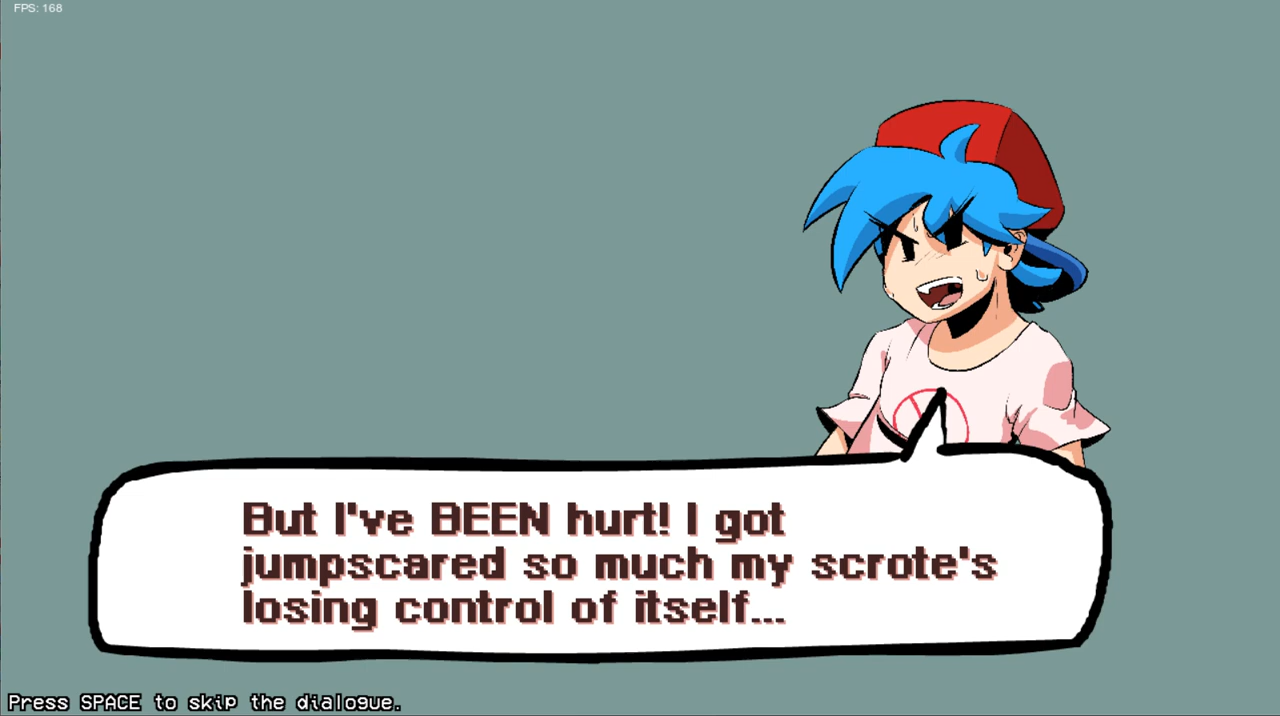 FPS: 168
But I've BEEN hurt! I got
jumpscared so much my scrote's
losing control of itself...
Press SPACE to skip the dialogue.